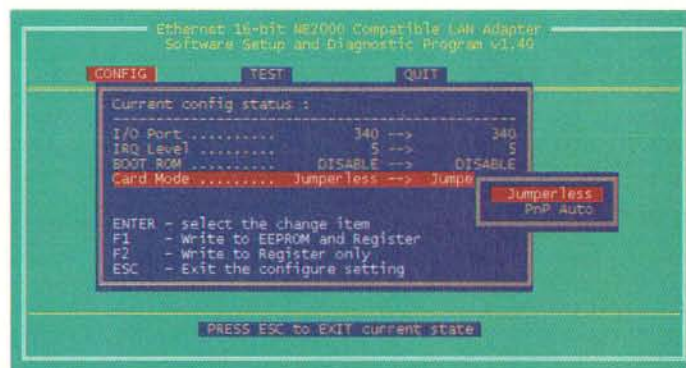 Ethernet 16-bit NE2000 Compatible LAN Adapter
Software Setup and Diagnostic Program v1.40
CONFIG TEST QUIT
Current config status :
I/O Port .......... 340 --> 340
IRQ Level .......... 5 --> 5
BOOT ROM .......... DISABLE --> DISABLE
Card Mode ......... Jumperless --> Jumpe
Jumperless
PnP Auto
ENTER - select the change item
F1 - Write to EEPROM and Register
F2 - Write to Register only
ESC - Exit the configure setting
PRESS ESC to EXIT current state